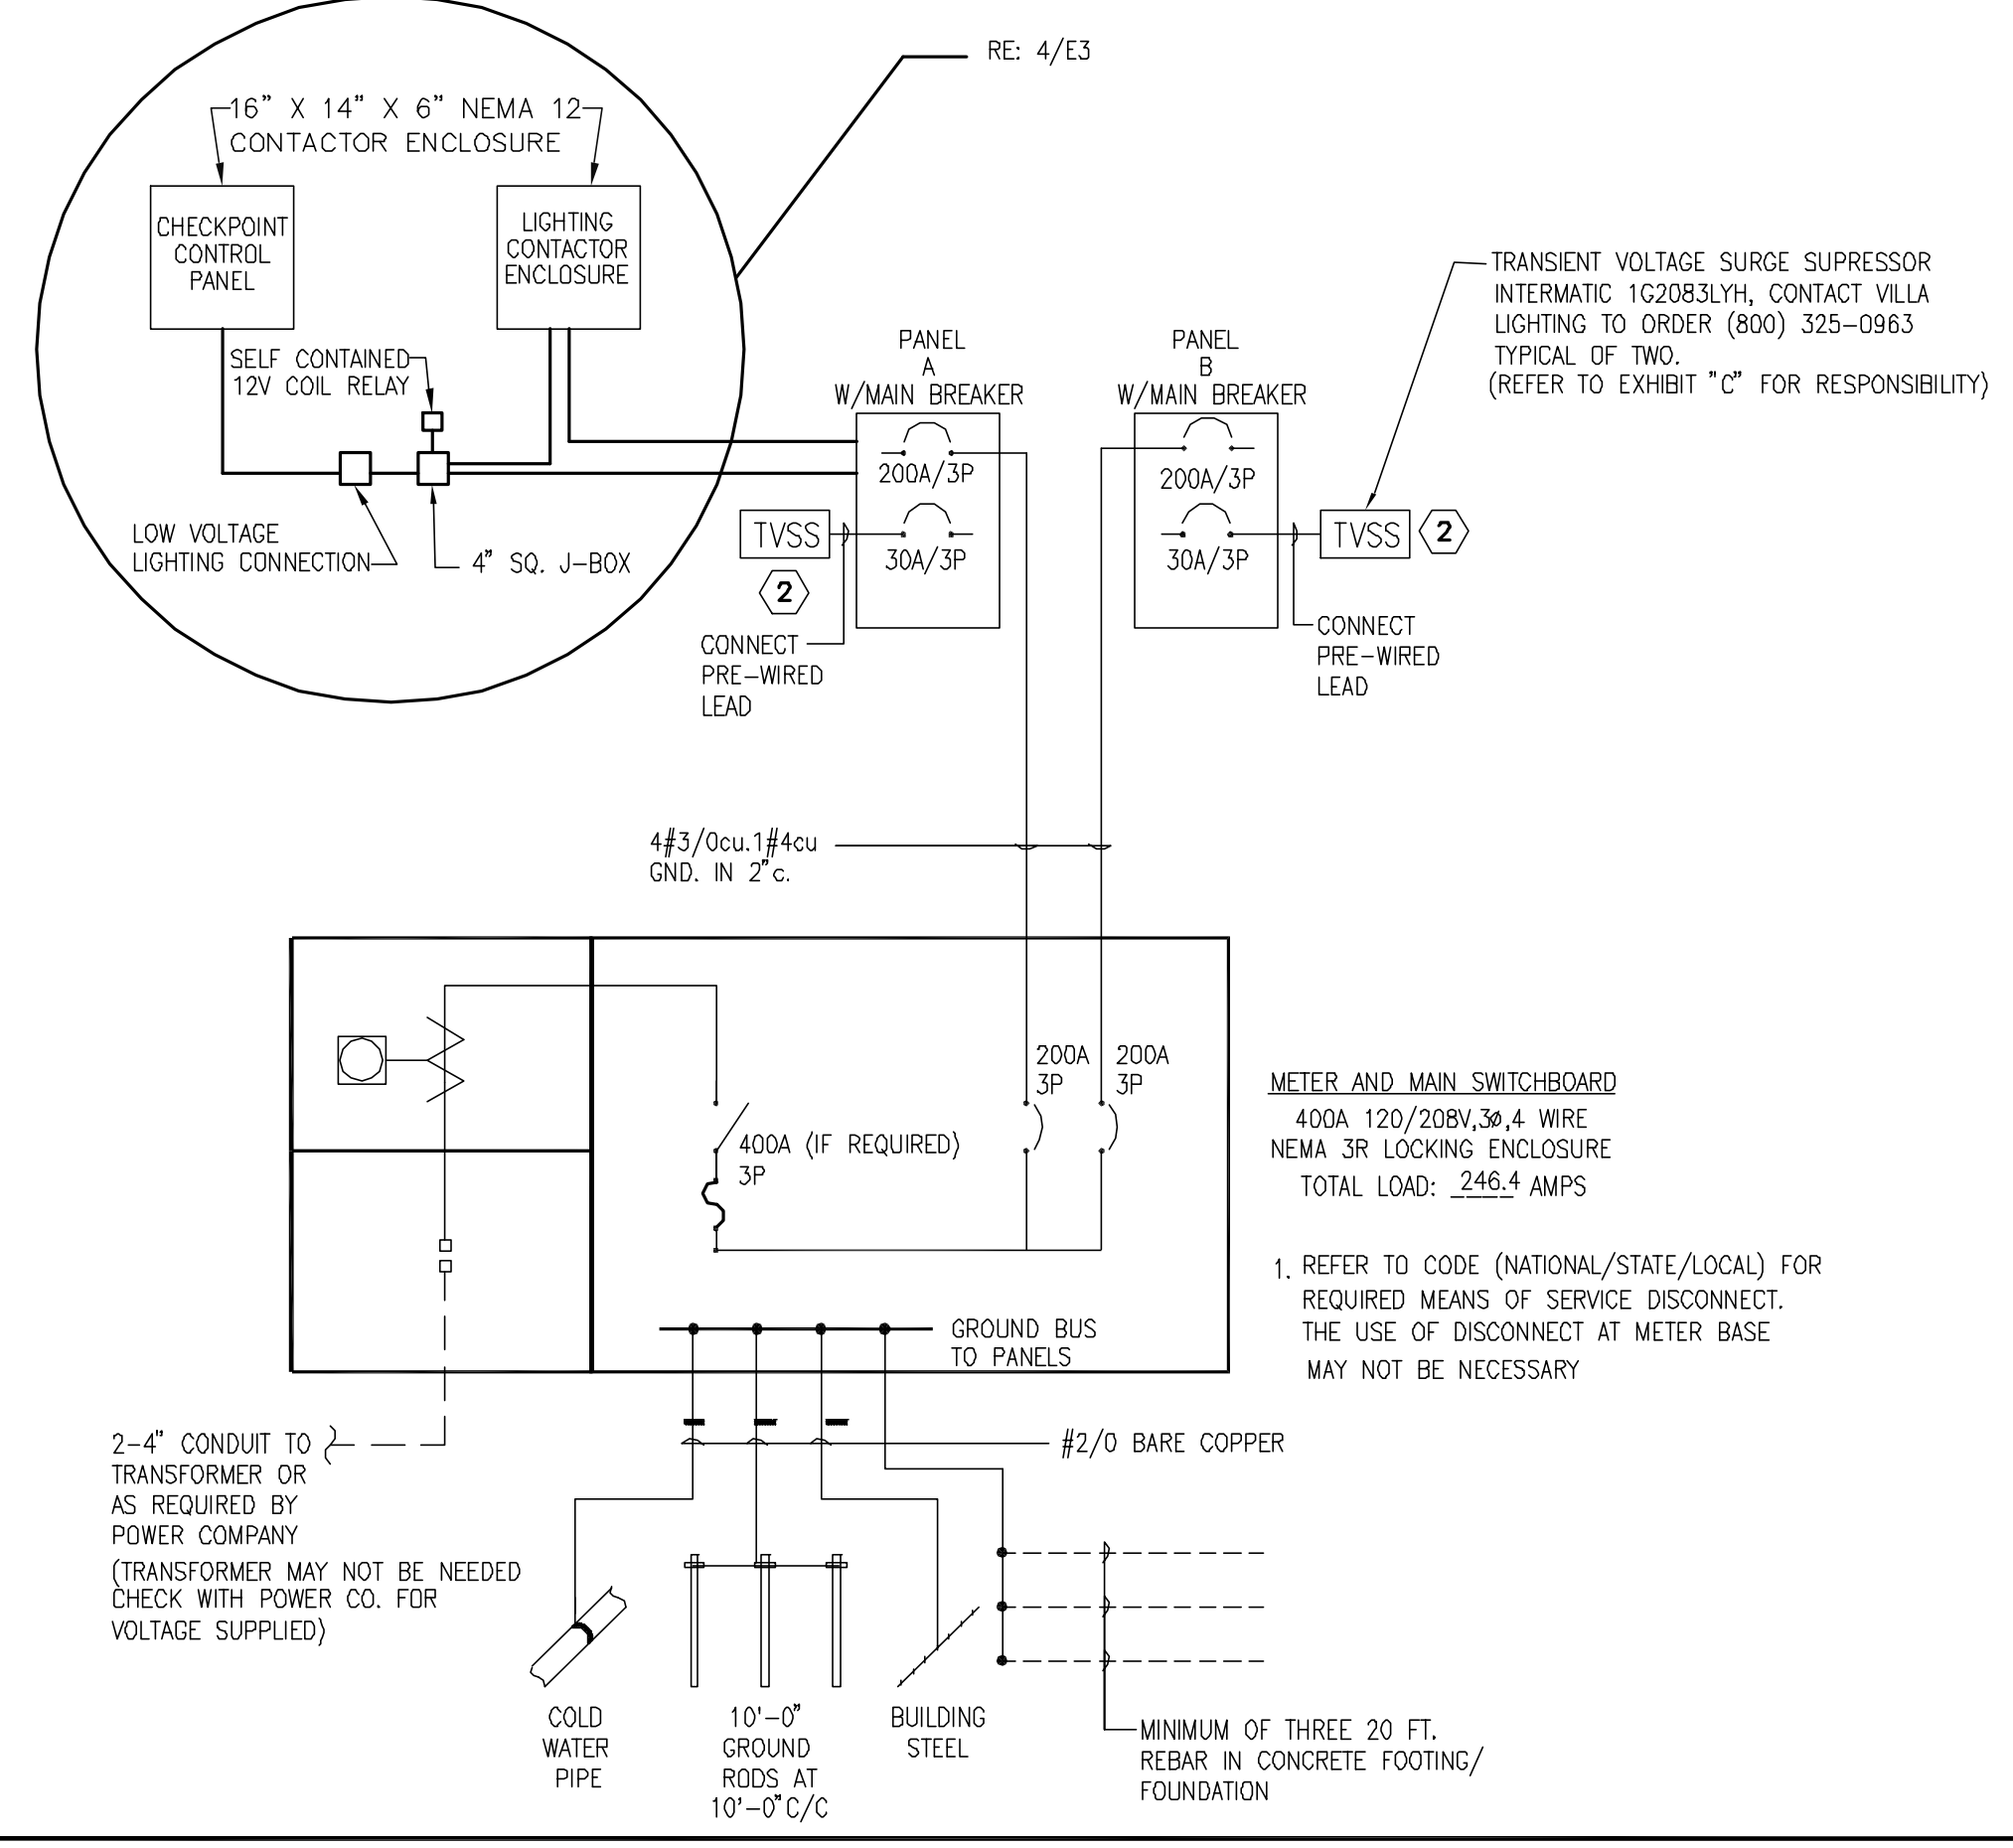 RE: 4/E3
16” X 14” X 6” NEMA 12
CONTACTOR ENCLOSURE
CHECKPOINT
CONTROL
PANEL
LIGHTING
CONTACTOR
ENCLOSURE
SELF CONTAINED
12V COIL RELAY
LOW VOLTAGE
LIGHTING CONNECTION
4” SQ. J-BOX
PANEL
A
W/MAIN BREAKER
200A/3P
30A/3P
TVSS
2
CONNECT
PRE-WIRED
LEAD
PANEL
B
W/MAIN BREAKER
200A/3P
30A/3P
TVSS
2
CONNECT
PRE-WIRED
LEAD
TRANSIENT VOLTAGE SURGE SUPRESSOR
INTERMATIC 1G2083LYH, CONTACT VILLA
LIGHTING TO ORDER (800) 325-0963
TYPICAL OF TWO.
(REFER TO EXHIBIT "C" FOR RESPONSIBILITY)
4#3/0cu.1#4cu
GND. IN 2"c.
200A
3P
200A
3P
400A (IF REQUIRED)
3P
GROUND BUS
TO PANELS
METER AND MAIN SWITCHBOARD
400A 120/208V,3ø,4 WIRE
NEMA 3R LOCKING ENCLOSURE
TOTAL LOAD: 246.4 AMPS
1. REFER TO CODE (NATIONAL/STATE/LOCAL) FOR
REQUIRED MEANS OF SERVICE DISCONNECT.
THE USE OF DISCONNECT AT METER BASE
MAY NOT BE NECESSARY
2-4" CONDUIT TO
TRANSFORMER OR
AS REQUIRED BY
POWER COMPANY
(TRANSFORMER MAY NOT BE NEEDED
CHECK WITH POWER CO. FOR
VOLTAGE SUPPLIED)
#2/0 BARE COPPER
COLD
WATER
PIPE
10'-0"
GROUND
RODS AT
10'-0"C/C
BUILDING
STEEL
MINIMUM OF THREE 20 FT.
REBAR IN CONCRETE FOOTING/
FOUNDATION